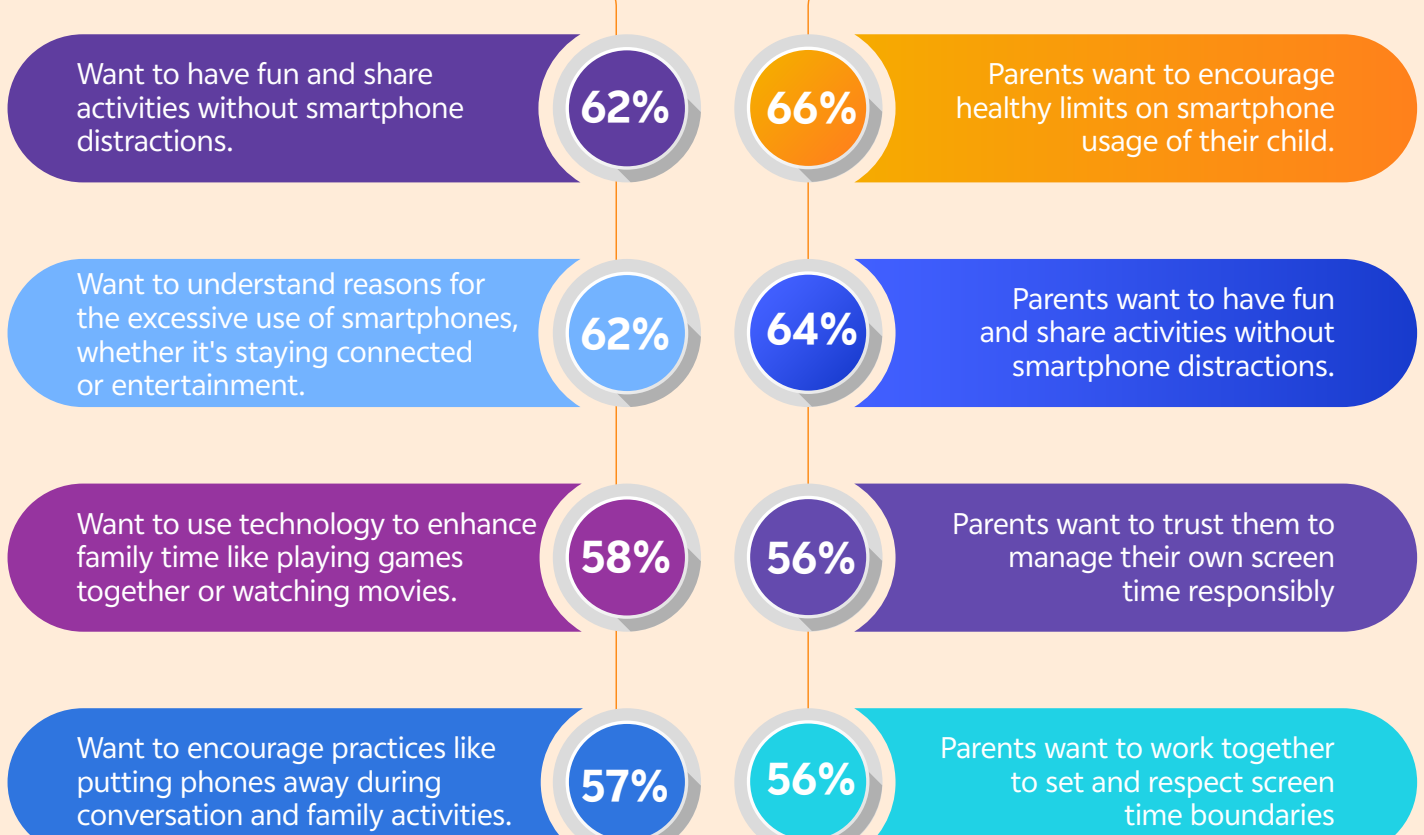 Want to have fun and share
activities without smartphone
distractions.
62%
66%
Parents want to encourage
healthy limits on smartphone
usage of their child.
Want to understand reasons for
the excessive use of smartphones,
whether it's staying connected
or entertainment.
62%
64%
Parents want to have fun
and share activities without
smartphone distractions.
Want to use technology to enhance
family time like playing games
together or watching movies.
58%
56%
Parents want to trust them to
manage their own screen
time responsibly
Want to encourage practices like
putting phones away during
conversation and family activities.
57%
56%
Parents want to work together
to set and respect screen
time boundaries